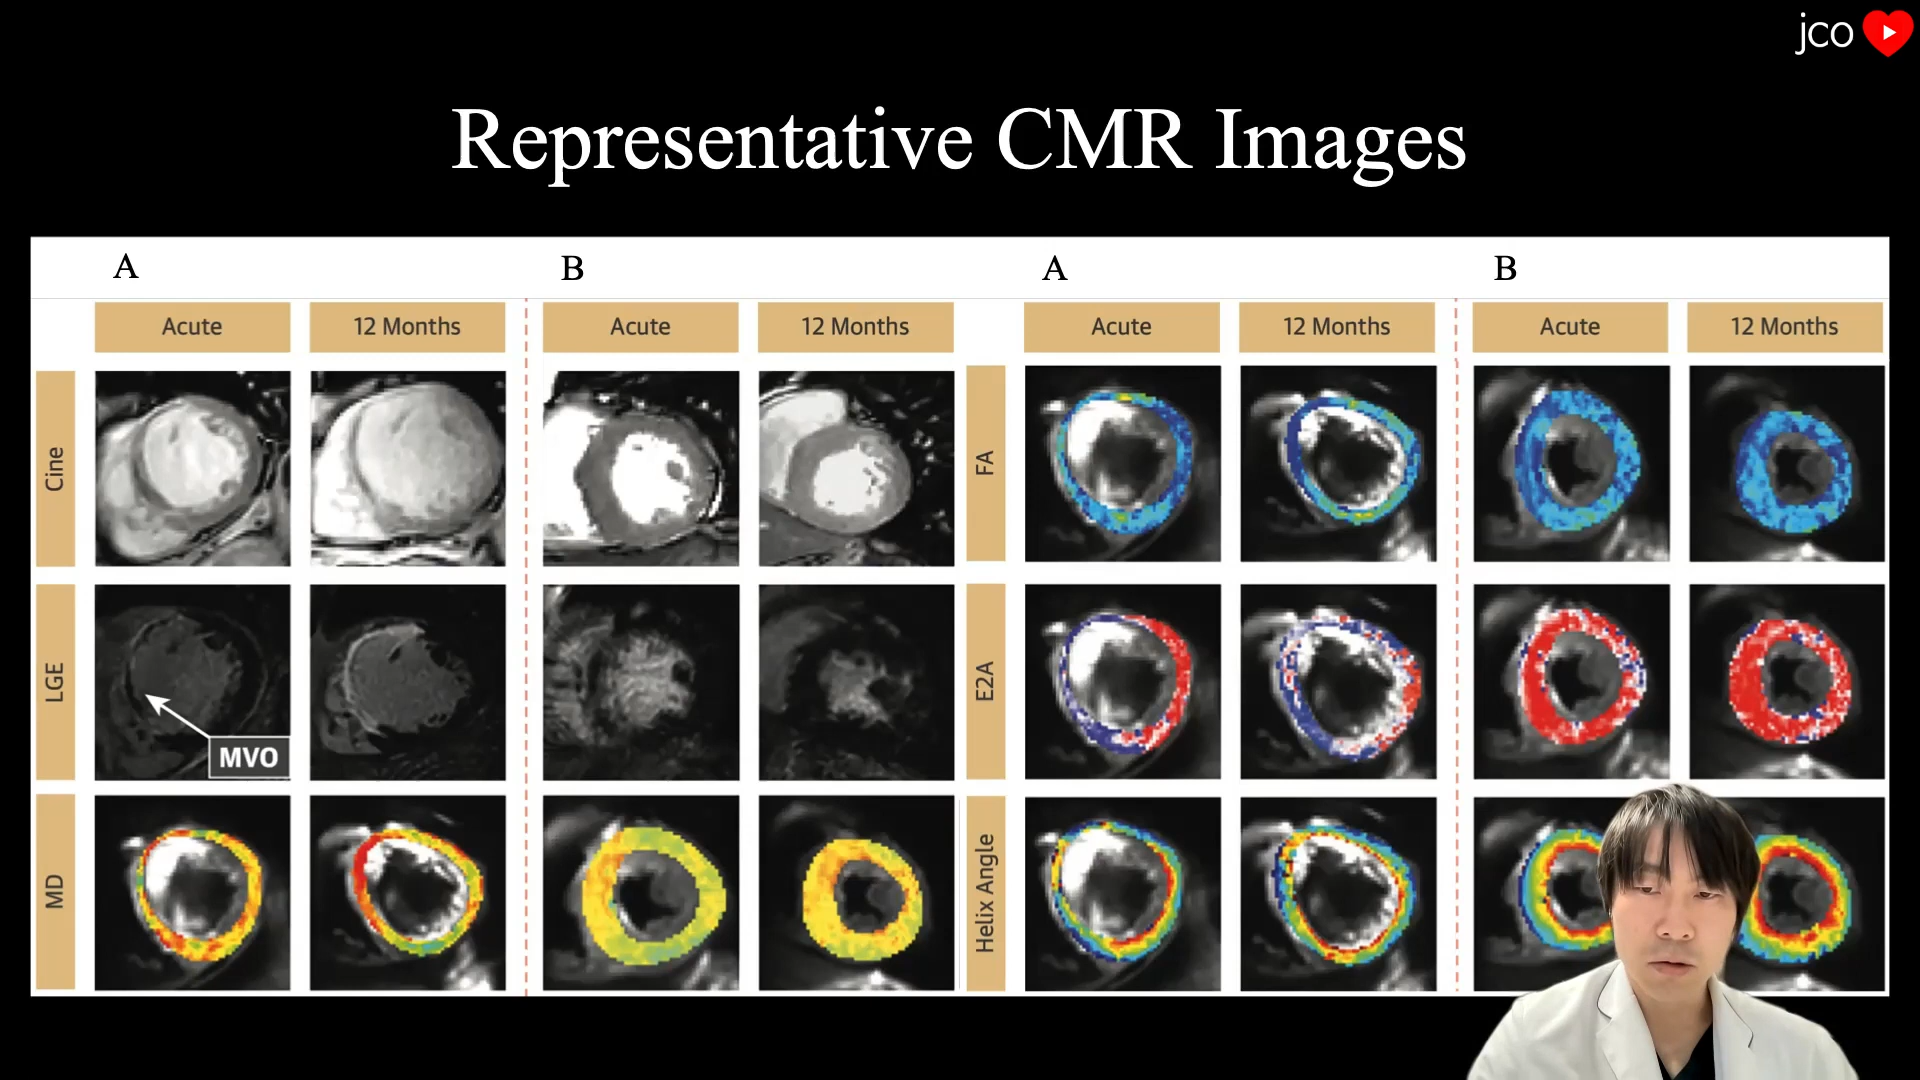 jco
Representative CMR Images
A
B
A
B
Acute
12 Months
Acute
12 Months
Acute
12 Months
Acute
12 Months
Cine
FA
LGE
MVO
E2A
MD
Helix Angle